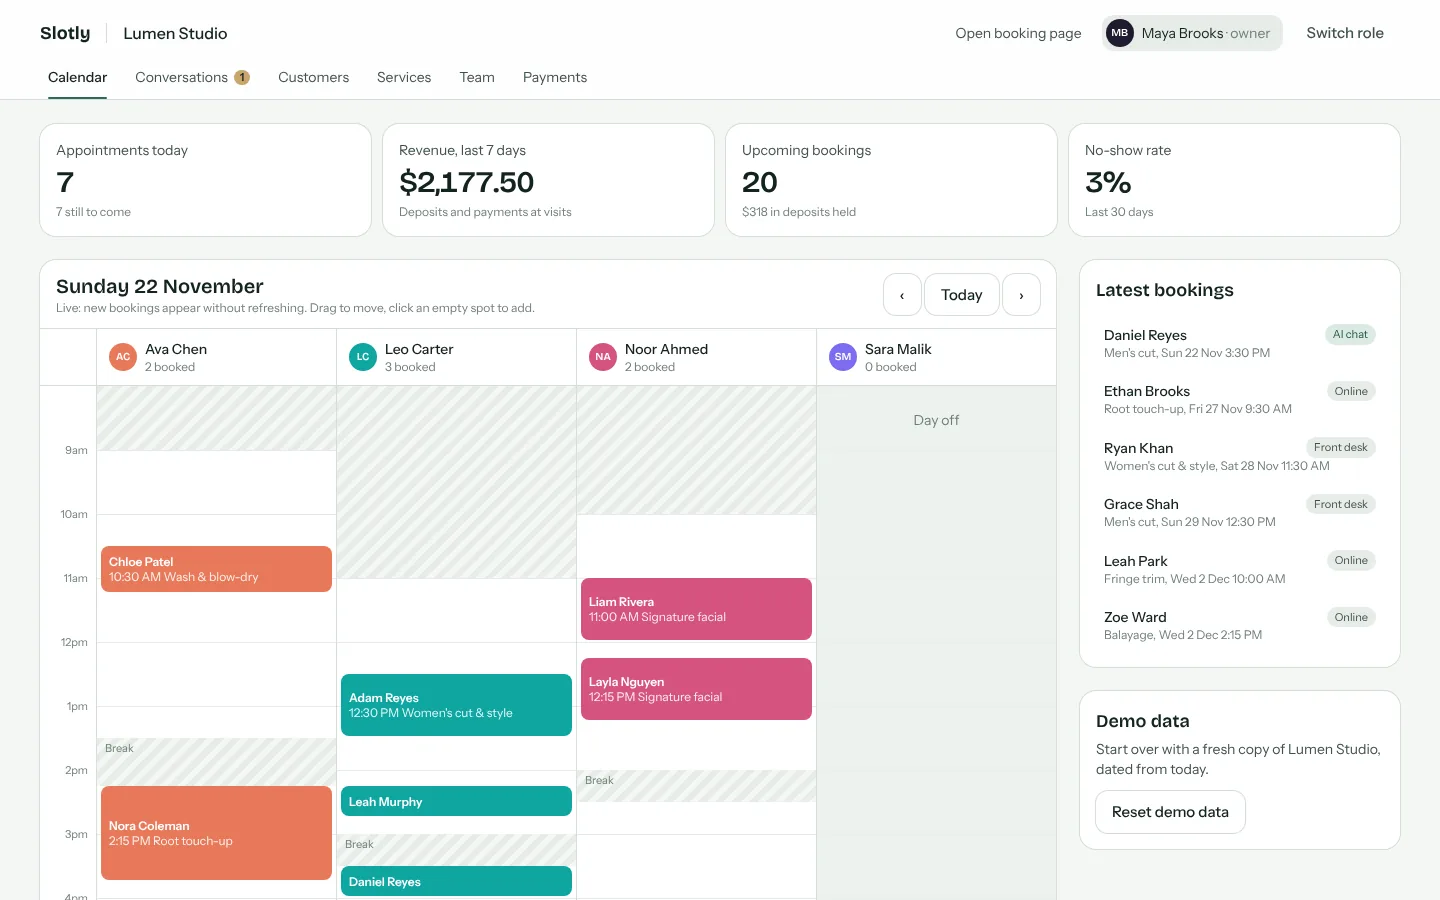 Slotly
Lumen Studio
Open booking page
MB
Maya Brooks · owner
Switch role
Calendar
Conversations 1
Customers
Services
Team
Payments
Appointments today
7
7 still to come
Revenue, last 7 days
$2,177.50
Deposits and payments at visits
Upcoming bookings
20
$318 in deposits held
No-show rate
3%
Last 30 days
Sunday 22 November
Live: new bookings appear without refreshing. Drag to move, click an empty spot to add.
‹
Today
›
AC
Ava Chen
2 booked
LC
Leo Carter
3 booked
NA
Noor Ahmed
2 booked
SM
Sara Malik
0 booked
Day off
9am
10am
11am
12pm
1pm
2pm
3pm
4pm
Chloe Patel
10:30 AM Wash & blow-dry
Break
Nora Coleman
2:15 PM Root touch-up
Adam Reyes
12:30 PM Women's cut & style
Leah Murphy
Break
Daniel Reyes
Liam Rivera
11:00 AM Signature facial
Layla Nguyen
12:15 PM Signature facial
Break
Latest bookings
Daniel Reyes
AI chat
Men's cut, Sun 22 Nov 3:30 PM
Ethan Brooks
Online
Root touch-up, Fri 27 Nov 9:30 AM
Ryan Khan
Front desk
Women's cut & style, Sat 28 Nov 11:30 AM
Grace Shah
Front desk
Men's cut, Sun 29 Nov 12:30 PM
Leah Park
Online
Fringe trim, Wed 2 Dec 10:00 AM
Zoe Ward
Online
Balayage, Wed 2 Dec 2:15 PM
Demo data
Start over with a fresh copy of Lumen Studio,
dated from today.
Reset demo data